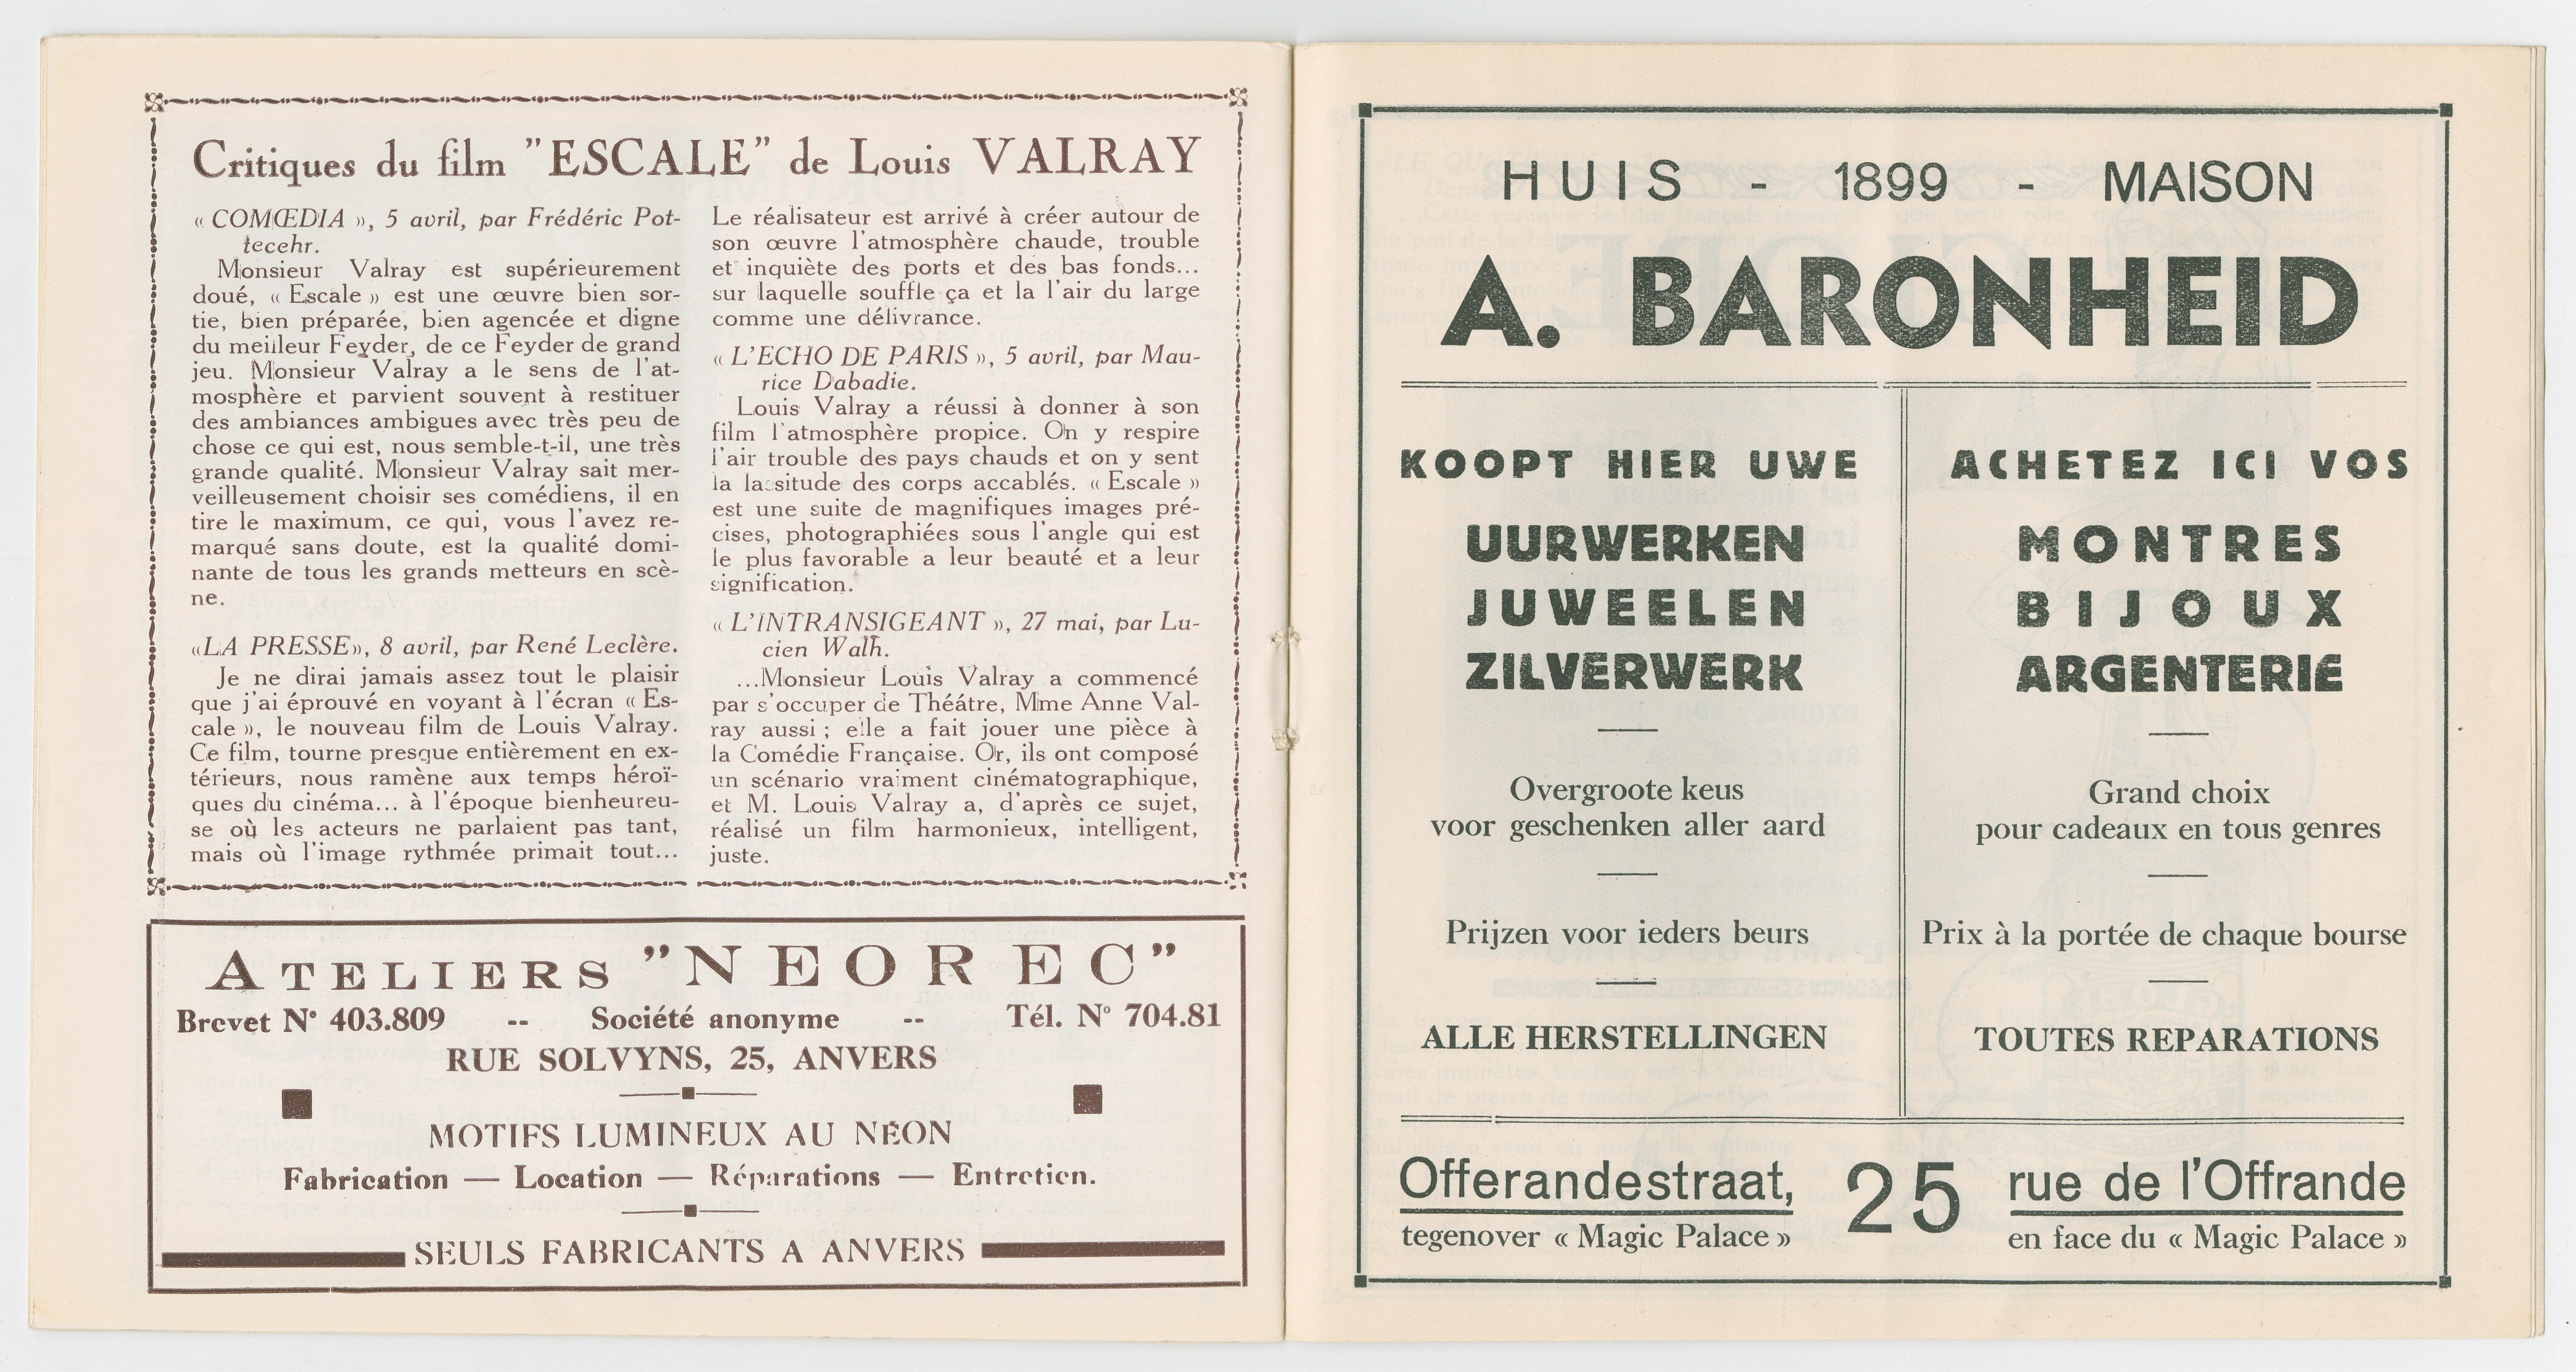 Critiques du film "ESCALE" de Louis VALRAY
« COMŒDIA », 5 avril, par Frédéric Pot-
tecehr.
Monsieur Valray est supérieurement
doué, « Escale » est une œuvre bien sor-
tie, bien préparée, bien agencée et digne
du meilleur Feyder, de ce Feyder de grand
jeu. Monsieur Valray a le sens de l'at-
mosphère et parvient souvent à restituer
des ambiances ambigues avec très peu de
chose ce qui est, nous semble-t-il, une très
grande qualité. Monsieur Valray sait mer-
veilleusement choisir ses comédiens, il en
tire le maximum, ce qui, vous l'avez re-
marqué sans doute, est la qualité domi-
nante de tous les grands metteurs en scè-
ne.
«LA PRESSE», 8 avril, par René Leclère.
Je ne dirai jamais assez tout le plaisir
que j'ai éprouvé en voyant à l'écran « Es-
cale », le nouveau film de Louis Valray.
Ce film, tourne presque entièrement en ex-
térieurs, nous ramène aux temps héroï-
ques du cinéma... à l'époque bienheureu-
se où les acteurs ne parlaient pas tant,
mais où l'image rythmée primait tout...
Le réalisateur est arrivé à créer autour de
son œuvre l'atmosphère chaude, trouble
et inquiète des ports et des bas fonds...
sur laquelle souffle ça et la l'air du large
comme une délivrance.
« L'ECHO DE PARIS », 5 avril, par Mau-
rice Dabadie.
Louis Valray a réussi à donner à son
film l'atmosphère propice. On y respire
l'air trouble des pays chauds et on y sent
la lassitude des corps accablés. « Escale »
est une suite de magnifiques images pré-
cises, photographiées sous l'angle qui est
le plus favorable a leur beauté et a leur
signification.
« L'INTRANSIGEANT », 27 mai, par Lu-
cien Walh.
...Monsieur Louis Valray a commencé
par s'occuper de Théâtre, Mme Anne Val-
ray aussi ; elle a fait jouer une pièce à
la Comédie Française. Or, ils ont composé
un scénario vraiment cinématographique,
et M. Louis Valray a, d'après ce sujet,
réalisé un film harmonieux, intelligent,
juste.
ATELIERS "NEOREC"
Brevet N° 403.809 -- Société anonyme -- Tél. N° 704.81
RUE SOLVYNS, 25, ANVERS
MOTIFS LUMINEUX AU NÉON
Fabrication — Location — Réparations — Entretien.
SEULS FABRICANTS A ANVERS
HUIS - 1899 - MAISON
A. BARONHEID
KOOPT HIER UWE
UURWERKEN
JUWEELEN
ZILVERWERK
Overgroote keus
voor geschenken aller aard
Prijzen voor ieders beurs
ALLE HERSTELLINGEN
ACHETEZ ICI VOS
MONTRES
BIJOUX
ARGENTERIE
Grand choix
pour cadeaux en tous genres
Prix à la portée de chaque bourse
TOUTES REPARATIONS
Offerandestraat, 25 rue de l'Offrande
tegenover « Magic Palace » en face du « Magic Palace »